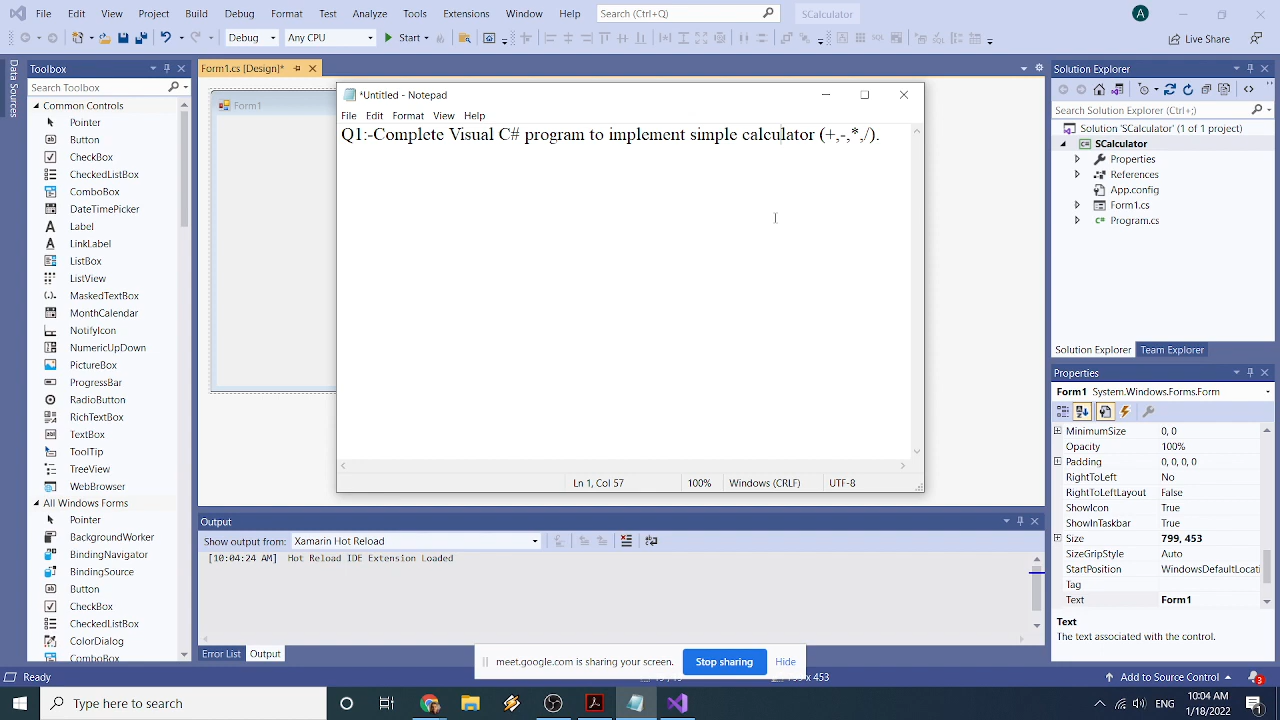 File Edit View Git Project Build Debug Test Analyze Tools Extensions Window Help Search (Ctrl+Q) SCalculator A
Debug Any CPU Start SQL Live Share
Data Sources
Toolbox
Search Toolbox
Common Controls
Pointer
Button
CheckBox
CheckedListBox
ComboBox
DateTimePicker
Label
LinkLabel
ListBox
ListView
MaskedTextBox
MonthCalendar
NotifyIcon
NumericUpDown
PictureBox
ProgressBar
RadioButton
RichTextBox
TextBox
ToolTip
TreeView
WebBrowser
All Windows Forms
Pointer
BackgroundWorker
BindingNavigator
BindingSource
Button
CheckBox
CheckedListBox
ColorDialog
ComboBox
Form1.cs [Design]*
Form1
*Untitled - Notepad
File Edit Format View Help
Q1:-Complete Visual C# program to implement simple calculator (+,-,*,/).
Ln 1, Col 57 100% Windows (CRLF) UTF-8
Output
Show output from: Xamarin Hot Reload
[10:04:24 AM] Hot Reload IDE Extension Loaded
Error List Output
Solution Explorer
Search Solution Explorer (Ctrl+;)
Solution 'SCalculator' (1 of 1 project)
SCalculator
Properties
References
App.config
Form1.cs
Program.cs
Solution Explorer Team Explorer
Properties
Form1 System.Windows.Forms.Form
MinimumSize 0, 0
Opacity 100%
Padding 0, 0, 0, 0
RightToLeft No
RightToLeftLayout False
ShowIcon True
ShowInTaskbar True
Size 799, 453
SizeGripStyle Auto
StartPosition WindowsDefaultLocati
Tag
Text Form1
Text
The text associated with the control.
meet.google.com is sharing your screen. Stop sharing Hide
Ready x 453 Add to Source Control 3
Type here to search
10:04 AM
1/18/2022